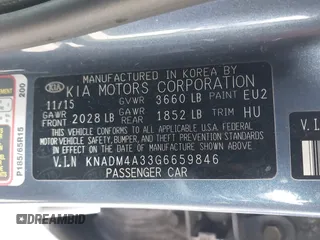 MANUFACTURED IN KOREA BY
KIA KIA MOTORS CORPORATION
11/15 GVWR 3660 LB PAINT EU2
GAWR FRONT 2028 LB GAWR REAR 1852 LB TRIM HU
THIS VEHICLE CONFORMS TO ALL APPLICABLE
U.S.A. FEDERAL MOTOR VEHICLE SAFETY
BUMPER, AND THEFT PREVENTION STANDARDS
IN EFFECT ON THE DATE OF MANUFACTURE
SHOWN ABOVE
V.I.N KNADM4A33G6659846
PASSENGER CAR
P185/65R15
200
V.I.
© DREAMBID